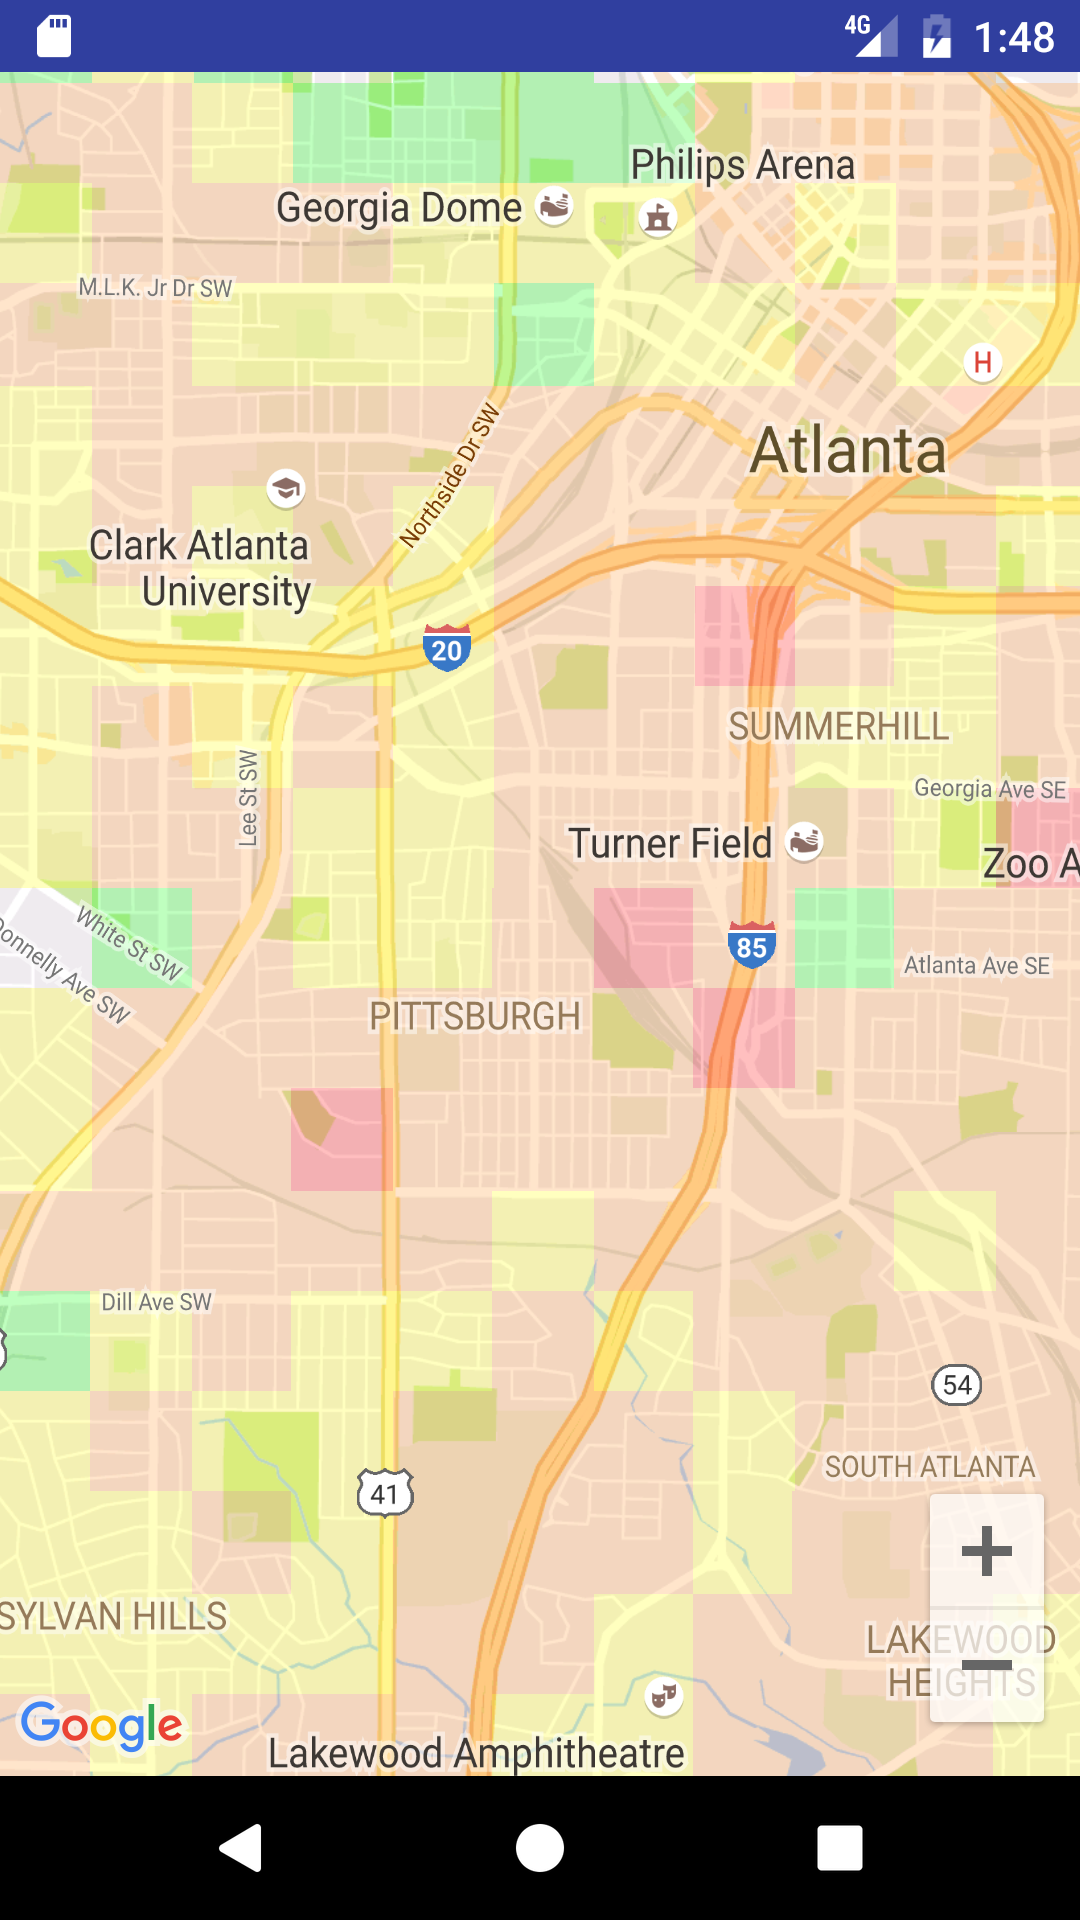 4G 1:48
Philips Arena
Georgia Dome
M.L.K. Jr Dr SW
H
Northside Dr SW
Atlanta
Clark Atlanta
University
20
SUMMERHILL
Lee St SW
Georgia Ave SE
Turner Field
Zoo A
White St SW
Donnelly Ave SW
85
Atlanta Ave SE
PITTSBURGH
Dill Ave SW
54
SOUTH ATLANTA
41
SYLVAN HILLS
LAKEWOOD
HEIGHTS
Google
Lakewood Amphitheatre